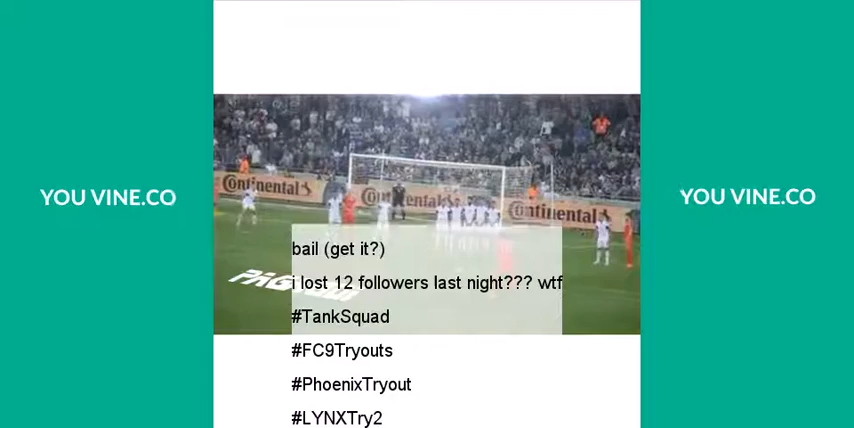 YOU VINE.CO
YOU VINE.CO
Continental
Continental
Continental
bail (get it?)
i lost 12 followers last night??? wtf
#TankSquad
#FC9Tryouts
#PhoenixTryout
#LYNXTry2